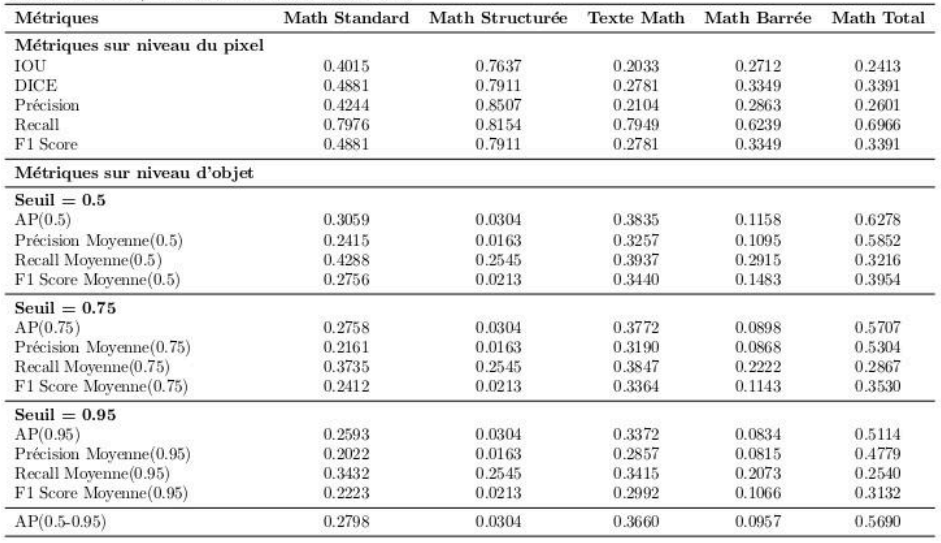 Métriques Math Standard Math Structurée Texte Math Math Barrée Math Total
Métriques sur niveau du pixel
IOU 0.4015 0.7637 0.2033 0.2712 0.2413
DICE 0.4881 0.7911 0.2781 0.3349 0.3391
Précision 0.4244 0.8507 0.2104 0.2863 0.2601
Recall 0.7976 0.8154 0.7949 0.6239 0.6966
F1 Score 0.4881 0.7911 0.2781 0.3349 0.3391
Métriques sur niveau d'objet
Seuil = 0.5
AP(0.5) 0.3059 0.0304 0.3835 0.1158 0.6278
Précision Moyenne(0.5) 0.2415 0.0163 0.3257 0.1095 0.5852
Recall Moyenne(0.5) 0.4288 0.2545 0.3937 0.2915 0.3216
F1 Score Moyenne(0.5) 0.2756 0.0213 0.3440 0.1483 0.3954
Seuil = 0.75
AP(0.75) 0.2758 0.0304 0.3772 0.0898 0.5707
Précision Moyenne(0.75) 0.2161 0.0163 0.3190 0.0868 0.5304
Recall Moyenne(0.75) 0.3735 0.2545 0.3847 0.2222 0.2867
F1 Score Moyenne(0.75) 0.2412 0.0213 0.3364 0.1143 0.3530
Seuil = 0.95
AP(0.95) 0.2593 0.0304 0.3372 0.0834 0.5114
Précision Moyenne(0.95) 0.2022 0.0163 0.2857 0.0815 0.4779
Recall Moyenne(0.95) 0.3432 0.2545 0.3415 0.2073 0.2540
F1 Score Moyenne(0.95) 0.2223 0.0213 0.2992 0.1066 0.3132
AP(0.5-0.95) 0.2798 0.0304 0.3660 0.0957 0.5690